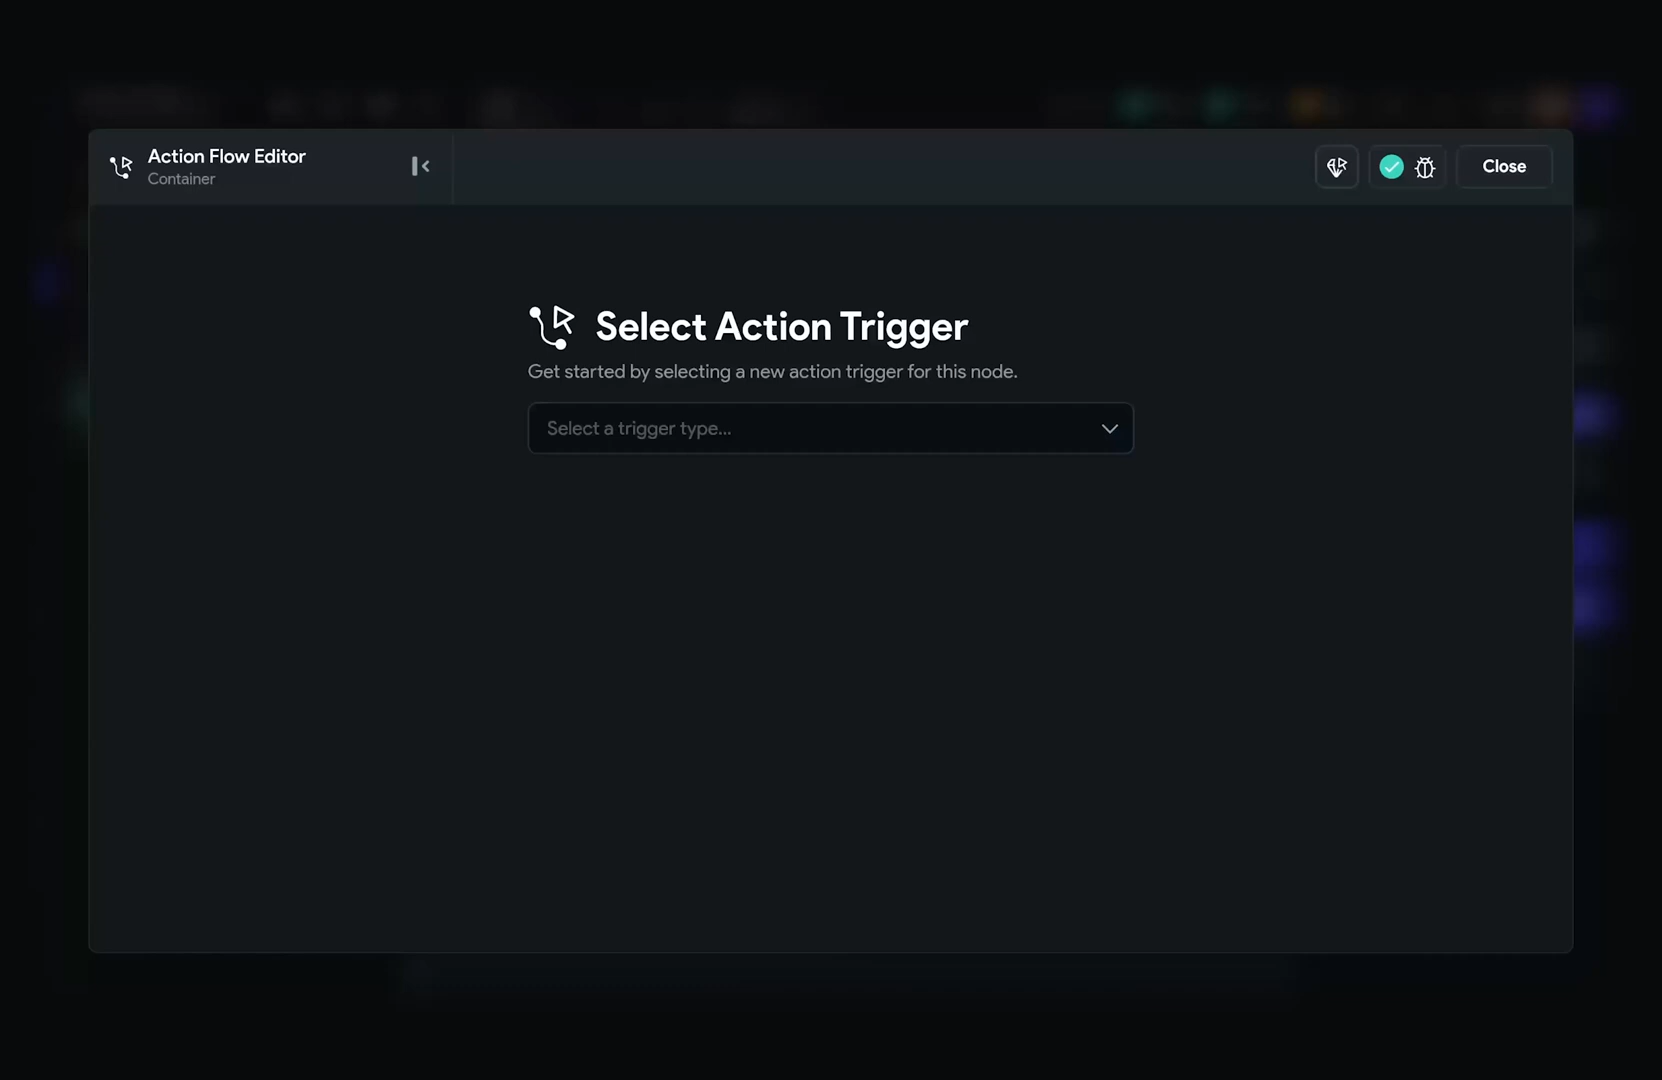 Action Flow Editor
Container
Close
Select Action Trigger
Get started by selecting a new action trigger for this node.
Select a trigger type...